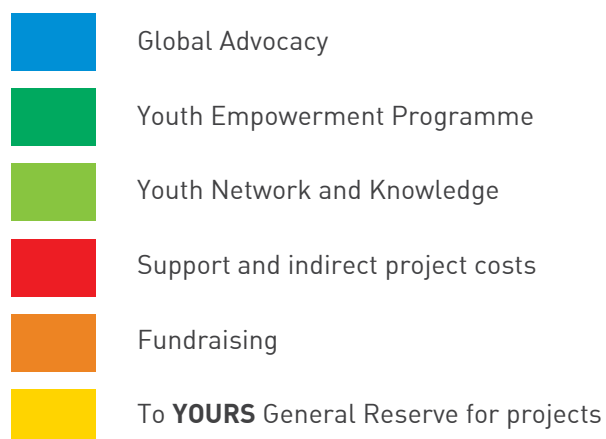 Global Advocacy
Youth Empowerment Programme
Youth Network and Knowledge
Support and indirect project costs
Fundraising
To YOURS General Reserve for projects